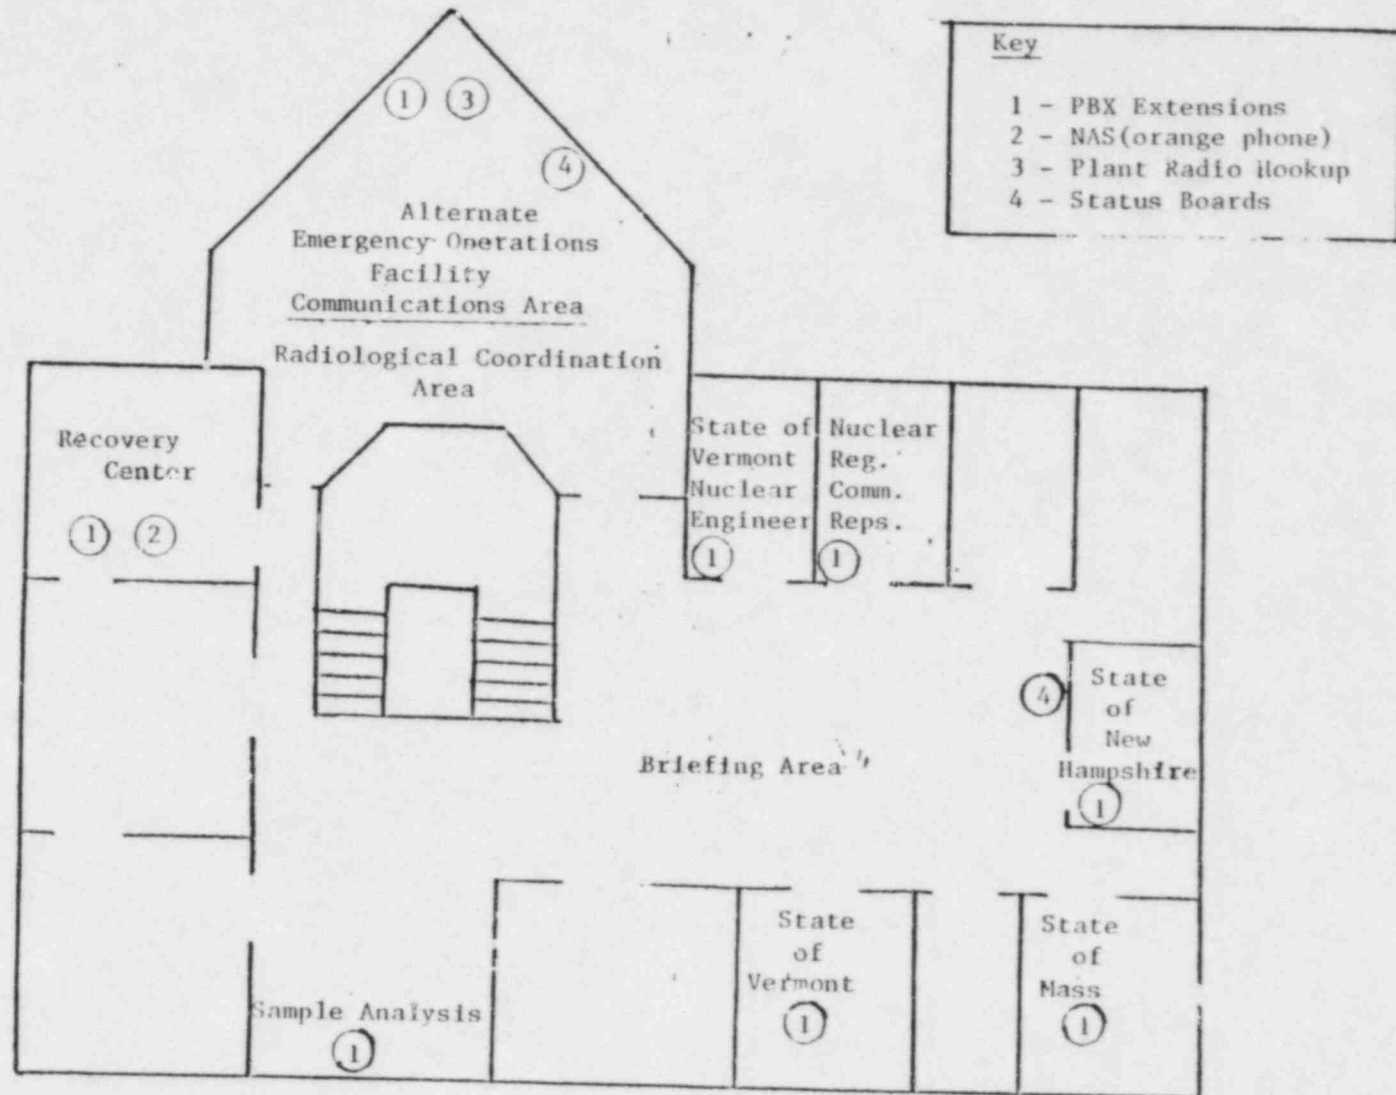 Key
1 - PBX Extensions
2 - NAS(orange phone)
3 - Plant Radio Hookup
4 - Status Boards
1 3
4
Alternate
Emergency Operations
Facility
Communications Area
Radiological Coordination
Area
Recovery
Center
1 2
State of
Vermont
Nuclear
Engineer
1
Nuclear
Reg.
Comm.
Reps.
1
4
State
of
New
Hampshire
1
Briefing Area
State
of
Vermont
1
State
of
Mass
1
Sample Analysis
1